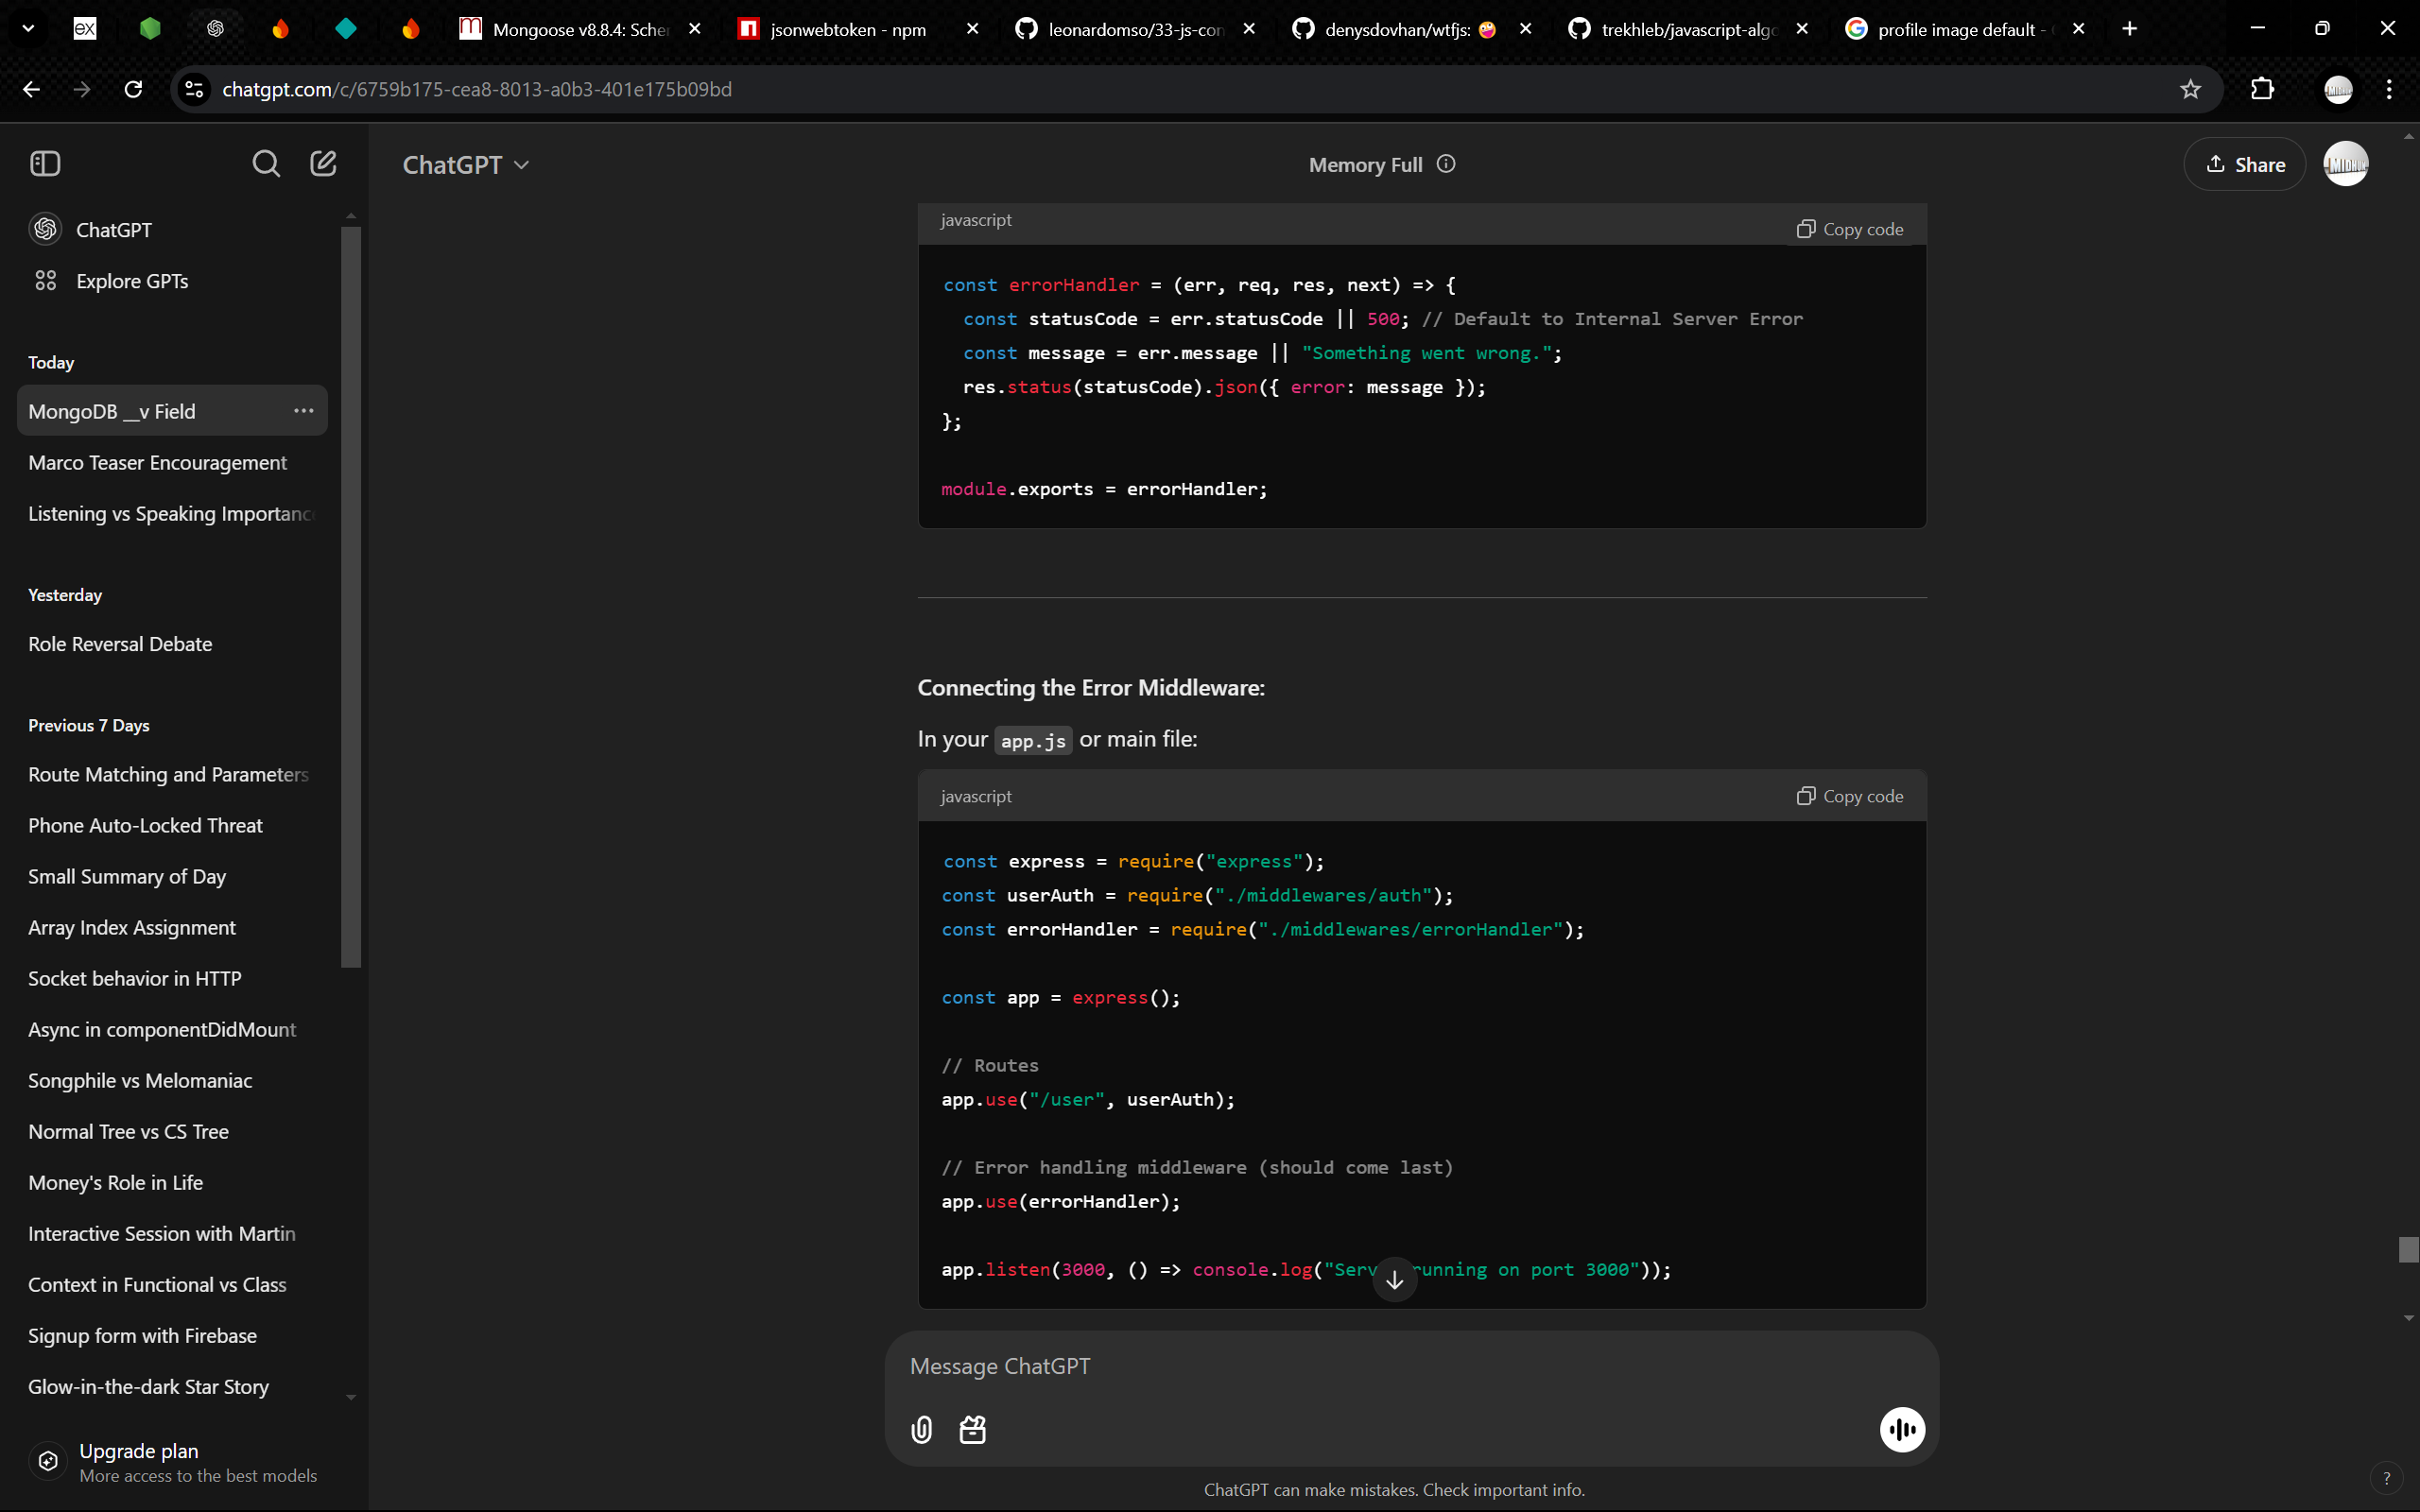 ex
Mongoose v8.8.4: Scher
jsonwebtoken - npm
leonardomso/33-js-con
denysdovhan/wtfjs: 🤪
trekhleb/javascript-algo
profile image default -
chatgpt.com/c/6759b175-cea8-8013-a0b3-401e175b09bd
ChatGPT
Memory Full
Share
MIDHUN
ChatGPT
Explore GPTs
Today
MongoDB __v Field
Marco Teaser Encouragement
Listening vs Speaking Importance
Yesterday
Role Reversal Debate
Previous 7 Days
Route Matching and Parameters
Phone Auto-Locked Threat
Small Summary of Day
Array Index Assignment
Socket behavior in HTTP
Async in componentDidMount
Songphile vs Melomaniac
Normal Tree vs CS Tree
Money's Role in Life
Interactive Session with Martin
Context in Functional vs Class
Signup form with Firebase
Glow-in-the-dark Star Story
Upgrade plan
More access to the best models
javascript
Copy code
const errorHandler = (err, req, res, next) => {
  const statusCode = err.statusCode || 500; // Default to Internal Server Error
  const message = err.message || "Something went wrong.";
  res.status(statusCode).json({ error: message });
};
module.exports = errorHandler;
Connecting the Error Middleware:
In your app.js or main file:
javascript
Copy code
const express = require("express");
const userAuth = require("./middlewares/auth");
const errorHandler = require("./middlewares/errorHandler");
const app = express();
// Routes
app.use("/user", userAuth);
// Error handling middleware (should come last)
app.use(errorHandler);
app.listen(3000, () => console.log("Serv unning on port 3000"));
Message ChatGPT
ChatGPT can make mistakes. Check important info.
?